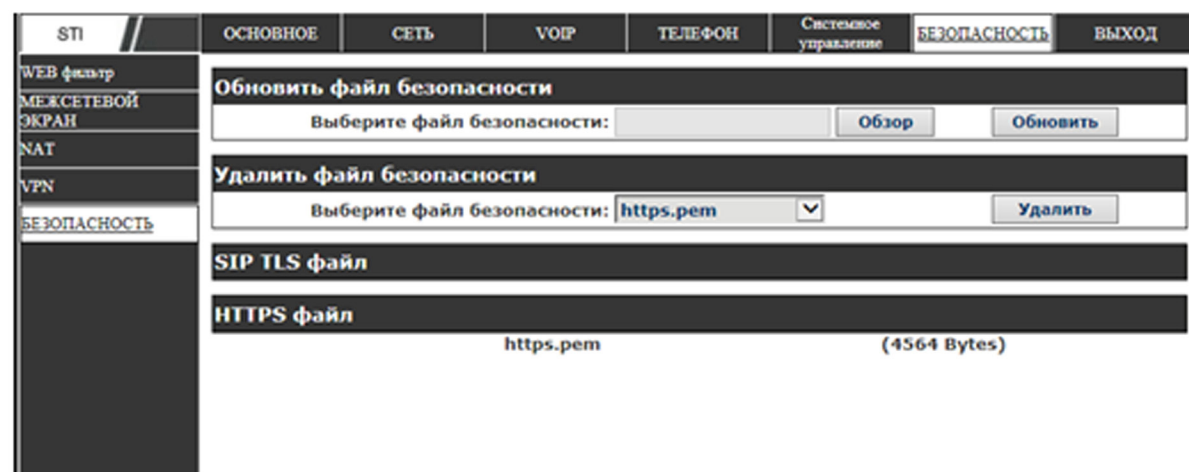 STI
ОСНОВНОЕ
СЕТЬ
VOIP
ТЕЛЕФОН
Системное
управление
БЕЗОПАСНОСТЬ
ВЫХОД
WEB фильтр
МЕЖСЕТЕВОЙ
ЭКРАН
NAT
VPN
БЕЗОПАСНОСТЬ
Обновить файл безопасности
Выберите файл безопасности: Обзор Обновить
Удалить файл безопасности
Выберите файл безопасности: https.pem Удалить
SIP TLS файл
HTTPS файл
https.pem (4564 Bytes)